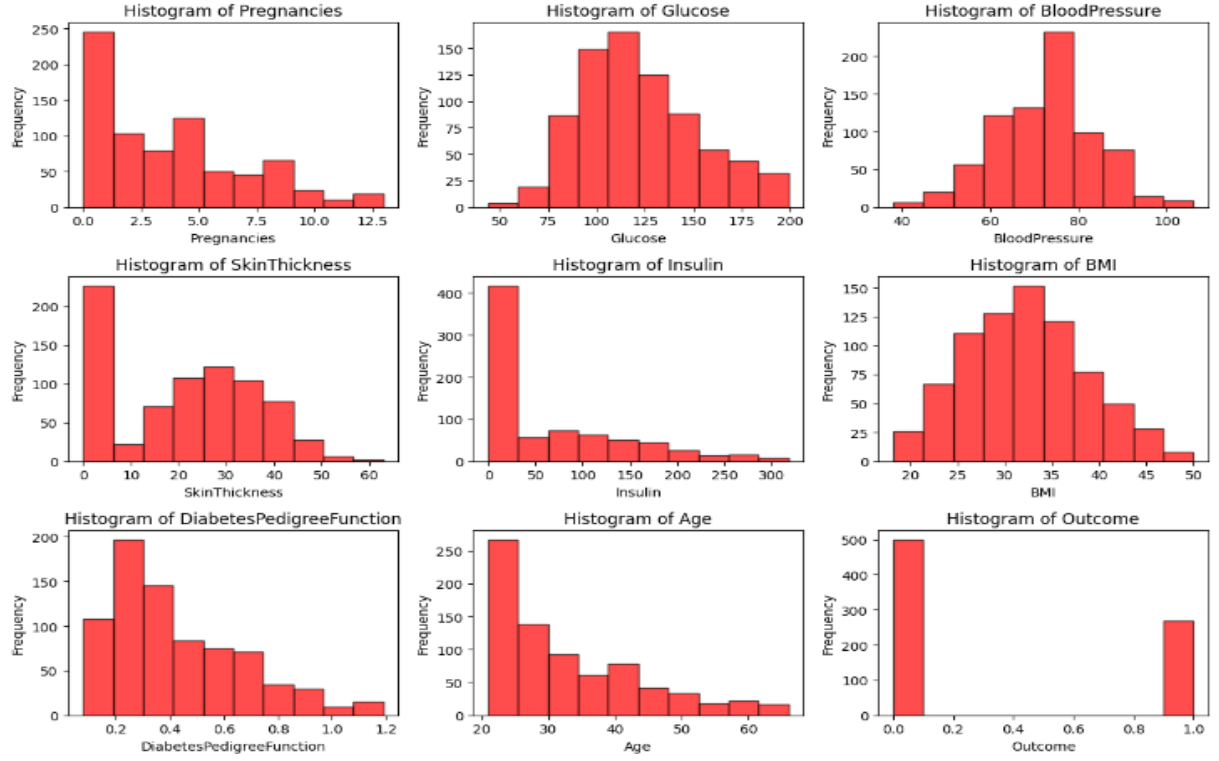 Histogram of Pregnancies
Frequency
250
200
150
100
50
0
0.0 2.5 5.0 7.5 10.0 12.5
Pregnancies
Histogram of Glucose
Frequency
150
125
100
75
50
25
0
50 75 100 125 150 175 200
Glucose
Histogram of BloodPressure
Frequency
200
150
100
50
0
40 60 80 100
BloodPressure
Histogram of SkinThickness
Frequency
200
150
100
50
0
0 10 20 30 40 50 60
SkinThickness
Histogram of Insulin
Frequency
400
300
200
100
0
0 50 100 150 200 250 300
Insulin
Histogram of BMI
Frequency
150
125
100
75
50
25
0
20 25 30 35 40 45 50
BMI
Histogram of DiabetesPedigreeFunction
Frequency
200
150
100
50
0
0.2 0.4 0.6 0.8 1.0 1.2
DiabetesPedigreeFunction
Histogram of Age
Frequency
250
200
150
100
50
0
20 30 40 50 60
Age
Histogram of Outcome
Frequency
500
400
300
200
100
0
0.0 0.2 0.4 0.6 0.8 1.0
Outcome